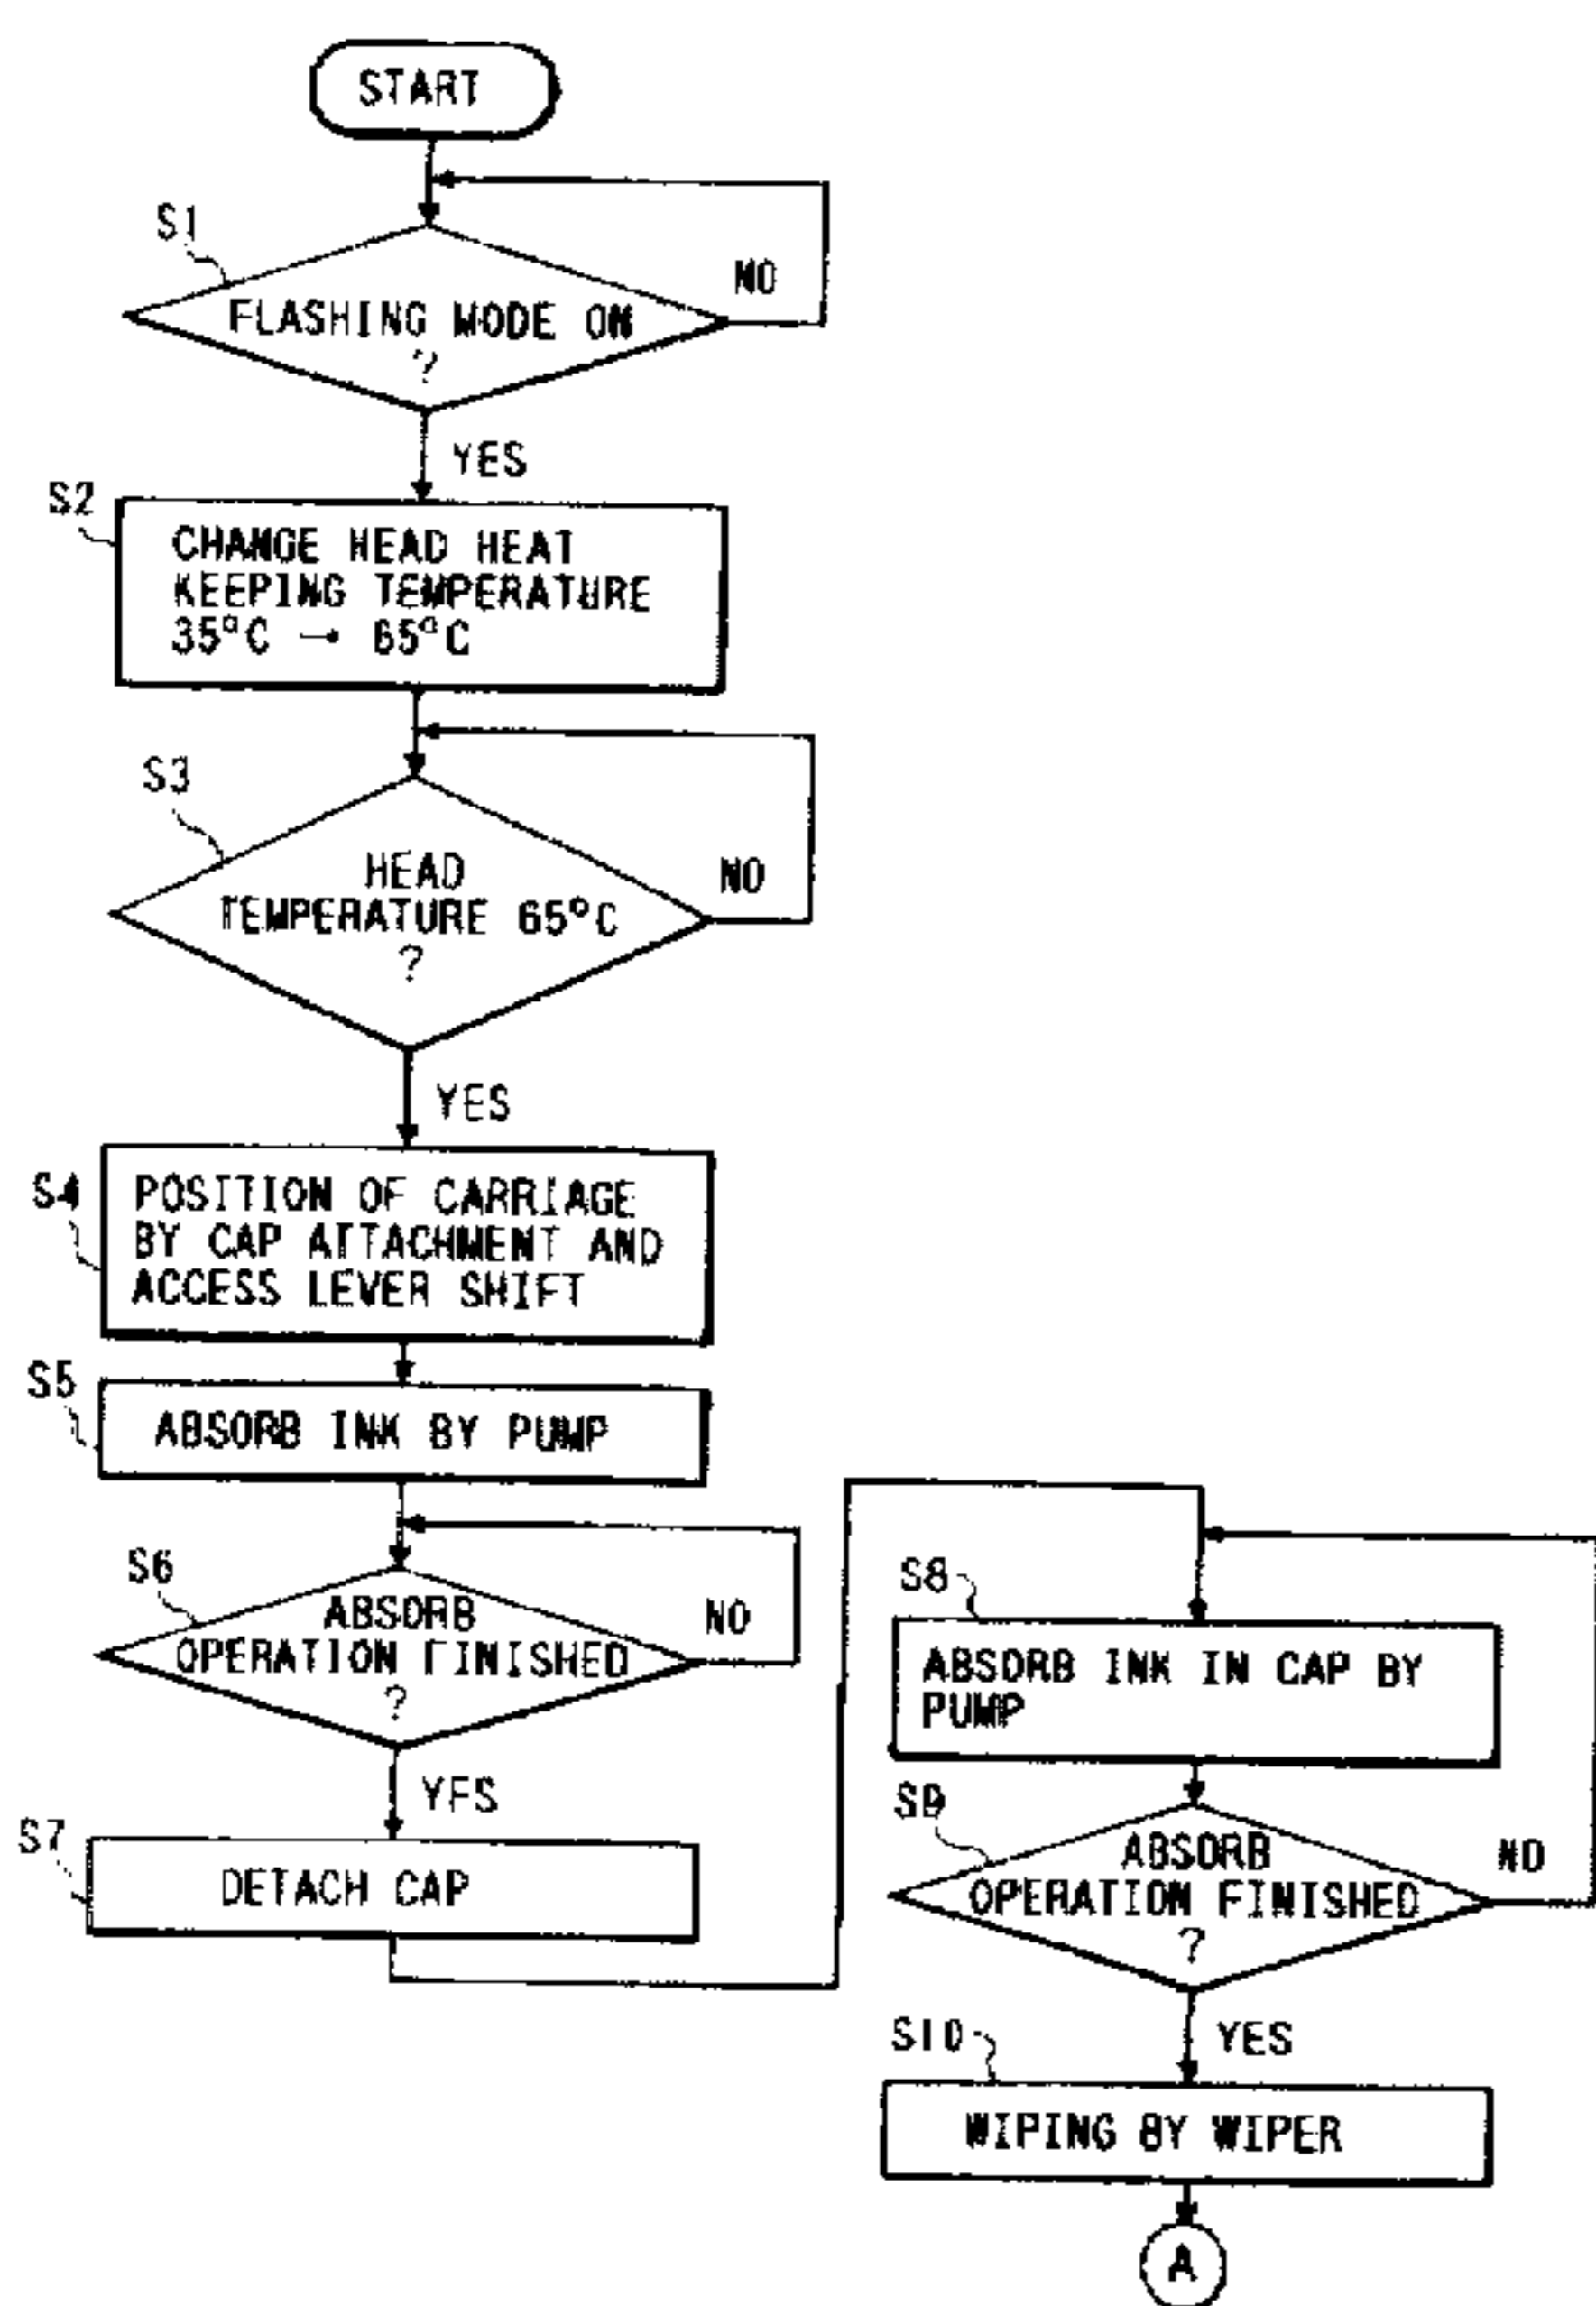 START
S1
NO
FLASHING MODE ON
?
YES
S2
CHANGE HEAD HEAT
KEEPING TEMPERATURE
35°C → 65°C
S3
HEAD
NO
TEMPERATURE 65°C
?
YES
S4
POSITION OF CARRIAGE
BY CAP ATTACHMENT AND
ACCESS LEVER SHIFT
S5
ABSORB INK BY PUMP
S6
ABSORB
NO
OPERATION FINISHED
?
YES
S7
DETACH CAP
S8
ABSORB INK IN CAP BY
PUMP
S9
ABSORB
NO
OPERATION FINISHED
?
YES
S10
WIPING BY WIPER
A